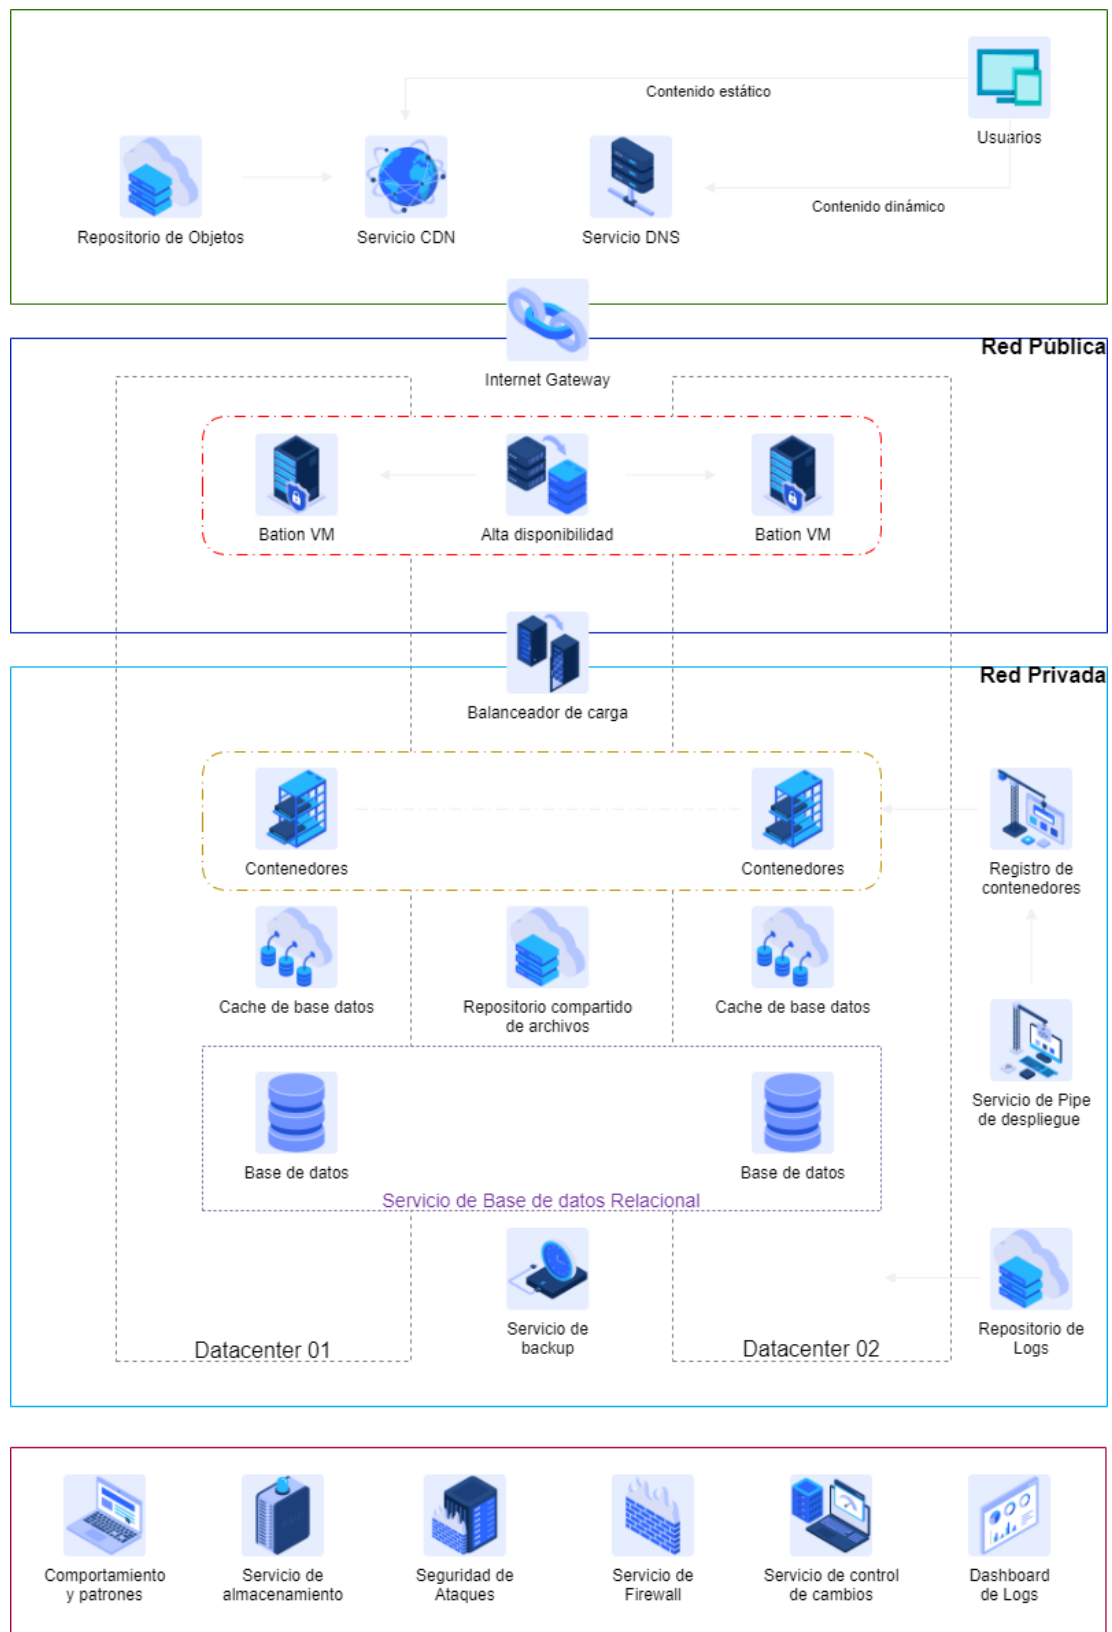 Contenido estático
Usuarios
Contenido dinámico
Repositorio de Objetos
Servicio CDN
Servicio DNS
Red Pública
Internet Gateway
Bation VM
Alta disponibilidad
Bation VM
Red Privada
Balanceador de carga
Contenedores
Contenedores
Registro de
contenedores
Cache de base datos
Repositorio compartido
de archivos
Cache de base datos
Servicio de Pipe
de despliegue
Base de datos
Base de datos
Servicio de Base de datos Relacional
Servicio de
backup
Repositorio de
Logs
Datacenter 01
Datacenter 02
Comportamiento
y patrones
Servicio de
almacenamiento
Seguridad de
Ataques
Servicio de
Firewall
Servicio de control
de cambios
Dashboard
de Logs